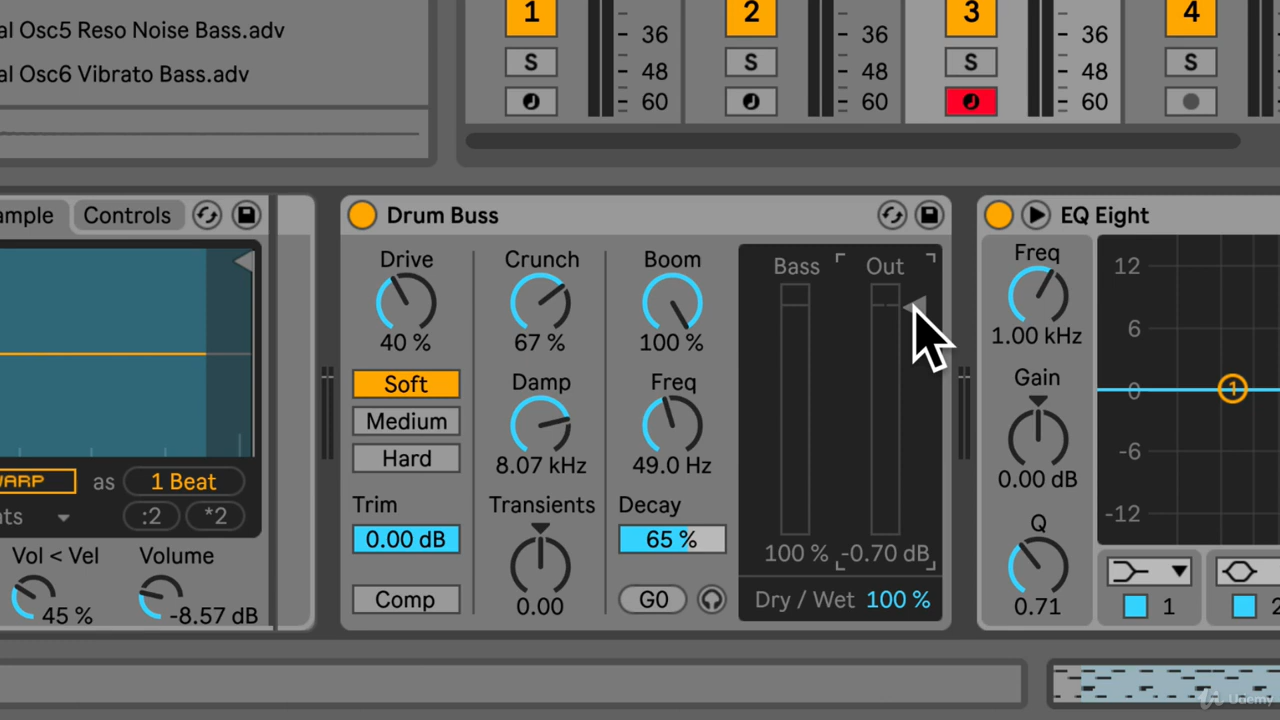 al Osc5 Reso Noise Bass.adv
al Osc6 Vibrato Bass.adv
1 2 3 4
36 36 36
S S S S
48 48 48
60 60 60
ample Controls
Drum Buss
EQ Eight
Drive Crunch Boom
40 % 67 % 100 %
Soft
Medium
Hard
Damp Freq
8.07 kHz 49.0 Hz
Trim Transients Decay
0.00 dB 65 %
Comp 0.00 G0
Bass Out
100 % -0.70 dB
Dry / Wet 100 %
Freq
1.00 kHz
Gain
0.00 dB
Q
0.71
12
6
0 1
-6
-12
1 2
WARP as 1 Beat
ts :2 *2
Vol < Vel Volume
45 % -8.57 dB
Udemy